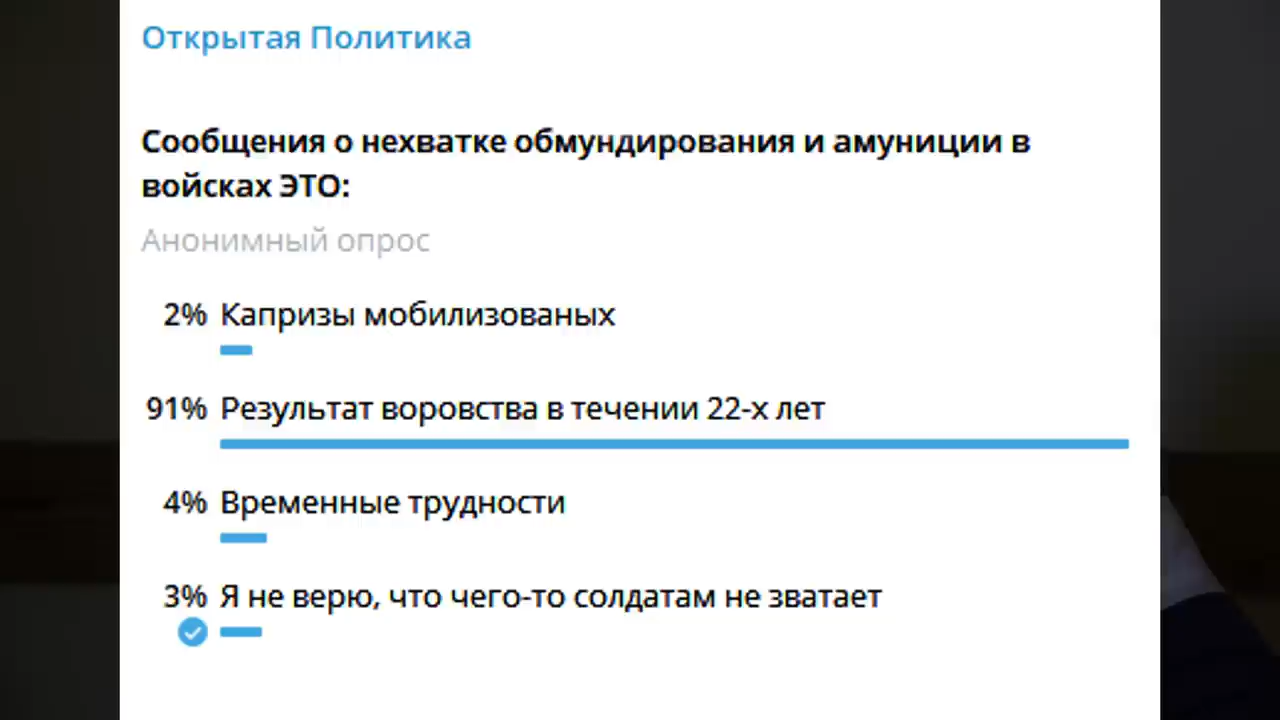 Открытая Политика
Сообщения о нехватке обмундирования и амуниции в
войсках ЭТО:
Анонимный опрос
2% Капризы мобилизованых
91% Результат воровства в течении 22-х лет
4% Временные трудности
3% Я не верю, что чего-то солдатам не зватает